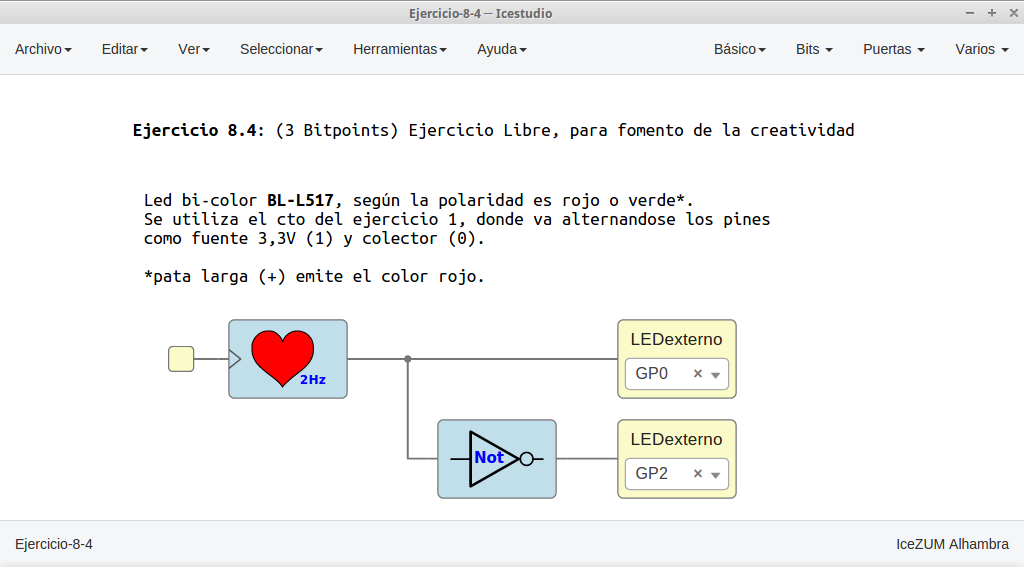 Ejercicio-8-4 — Icestudio
Archivo Editar Ver Seleccionar Herramientas Ayuda Básico Bits Puertas Varios
Ejercicio 8.4: (3 Bitpoints) Ejercicio Libre, para fomento de la creatividad
Led bi-color BL-L517, según la polaridad es rojo o verde*.
Se utiliza el cto del ejercicio 1, donde va alternandose los pines
como fuente 3,3V (1) y colector (0).
*pata larga (+) emite el color rojo.
2Hz
LEDexterno
GP0
Not
LEDexterno
GP2
Ejercicio-8-4 IceZUM Alhambra